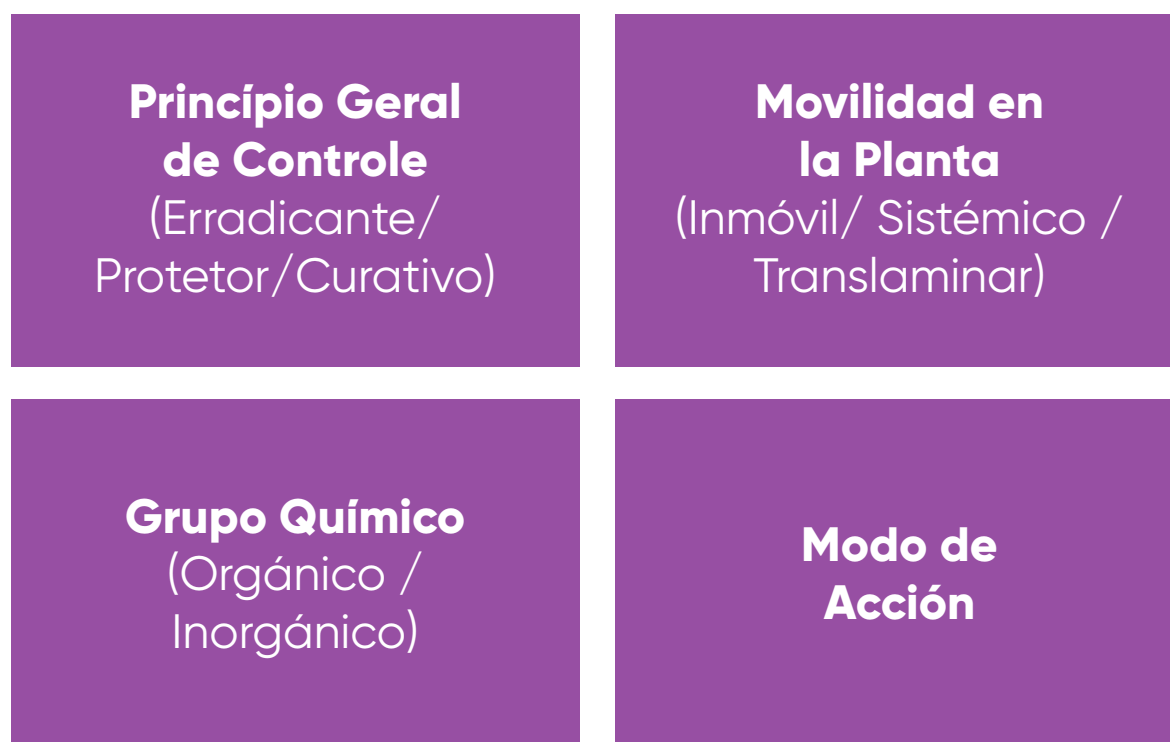 Princípio Geral
de Controle
(Erradicante/
Protetor/Curativo)
Movilidad en
la Planta
(Inmóvil/ Sistémico /
Translaminar)
Grupo Químico
(Orgánico /
Inorgánico)
Modo de
Acción